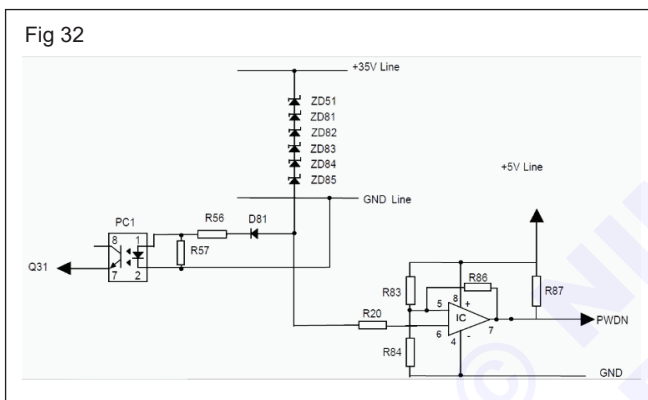 Fig 32
+35V Line
ZD51
ZD81
ZD82
ZD83
ZD84
ZD85
+5V Line
GND Line
PC1
R56
D81
8
1
R57
Q31
7
2
R83
R86
R87
8
+
5
IC
R20
6
7
PWDN
4
-
R84
GND
© NI